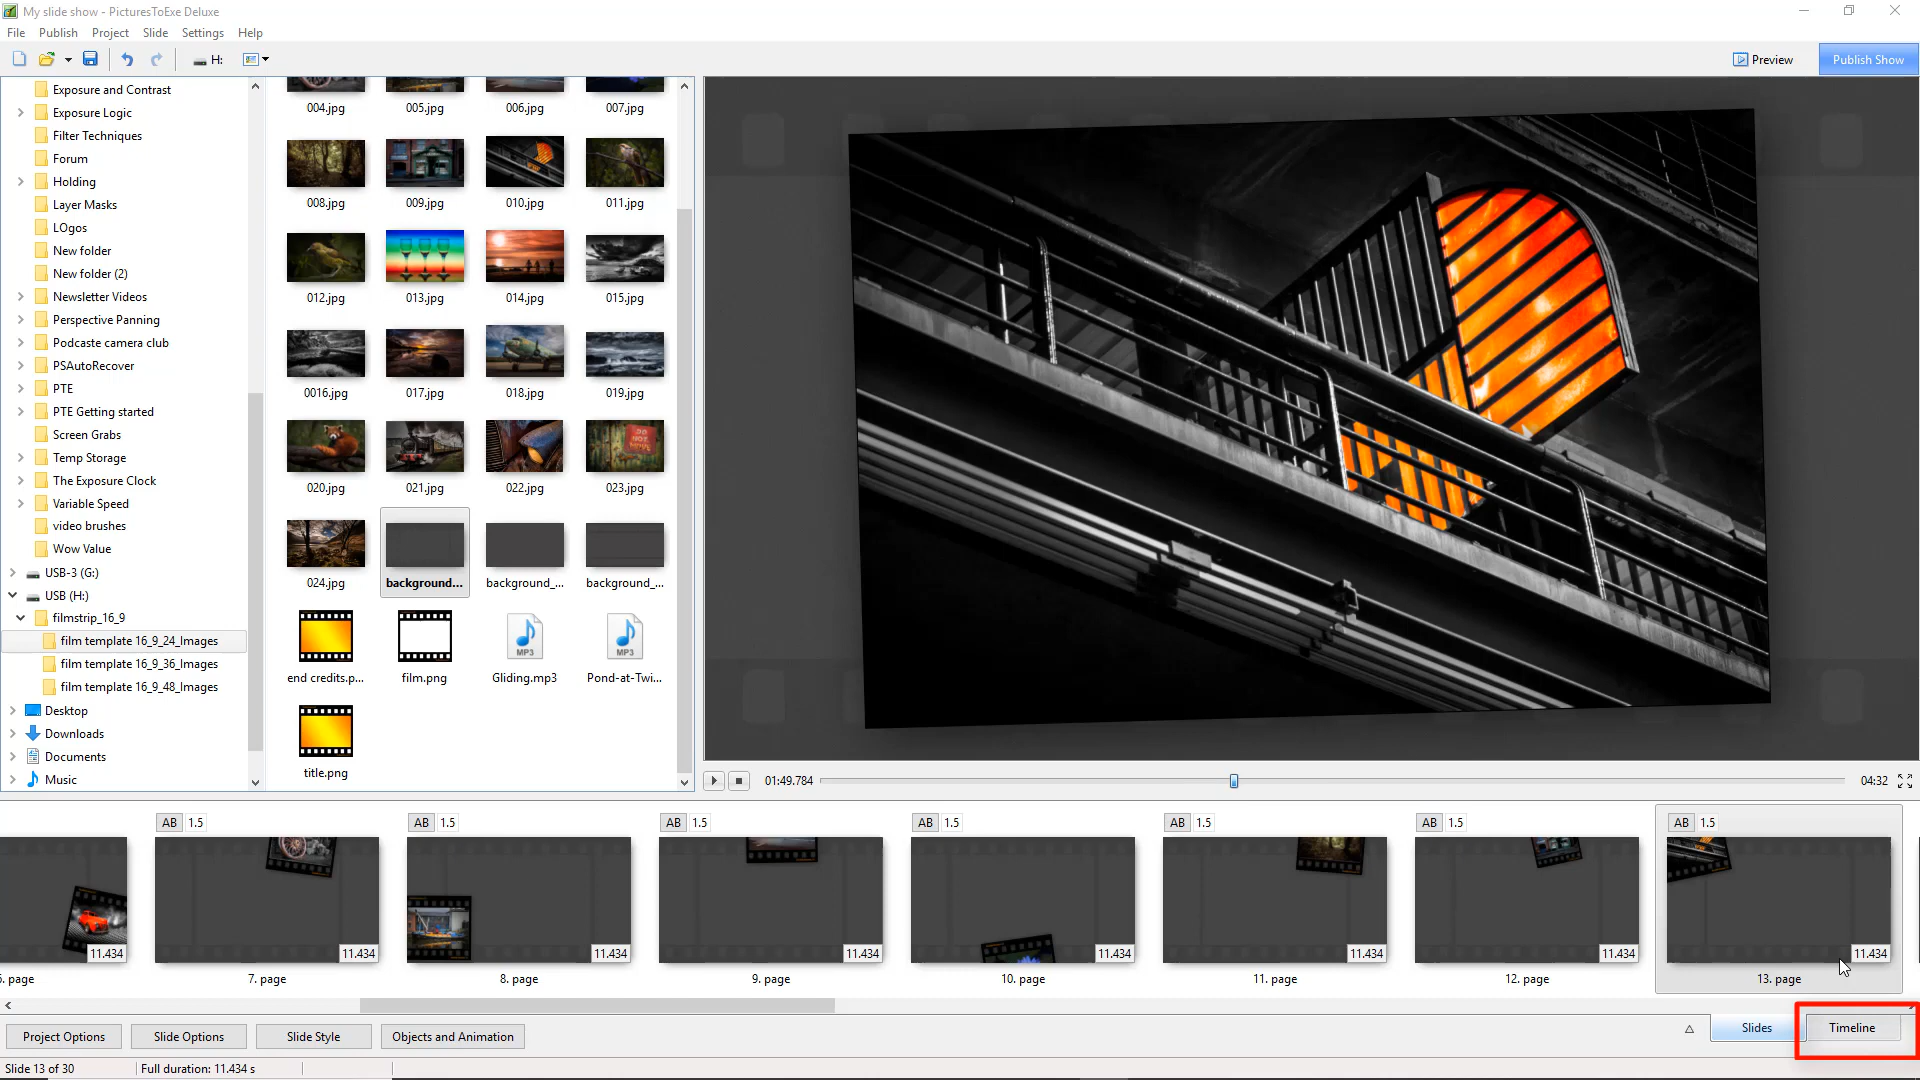 My slide show - PicturesToExe Deluxe
File Publish Project Slide Settings Help
H:
Preview
Publish Show
Exposure and Contrast
Exposure Logic
Filter Techniques
Forum
Holding
Layer Masks
LOgos
New folder
New folder (2)
Newsletter Videos
Perspective Panning
Podcaste camera club
PSAutoRecover
PTE
PTE Getting started
Screen Grabs
Temp Storage
The Exposure Clock
Variable Speed
video brushes
Wow Value
USB-3 (G:)
USB (H:)
filmstrip_16_9
film template 16_9_24_Images
film template 16_9_36_Images
film template 16_9_48_Images
Desktop
Downloads
Documents
Music
004.jpg 005.jpg 006.jpg 007.jpg
008.jpg 009.jpg 010.jpg 011.jpg
012.jpg 013.jpg 014.jpg 015.jpg
0016.jpg 017.jpg 018.jpg 019.jpg
DO
NOT
MOVE
020.jpg 021.jpg 022.jpg 023.jpg
024.jpg background... background_... background_...
MP3 MP3
end credits.p... film.png Gliding.mp3 Pond-at-Twi...
title.png
01:49.784 04:32
AB 1.5 AB 1.5 AB 1.5 AB 1.5 AB 1.5 AB 1.5 AB 1.5
11.434 11.434 11.434 11.434 11.434 11.434 11.434 11.434
. page 7. page 8. page 9. page 10. page 11. page 12. page 13. page
Project Options Slide Options Slide Style Objects and Animation Slides Timeline
Slide 13 of 30 Full duration: 11.434 s